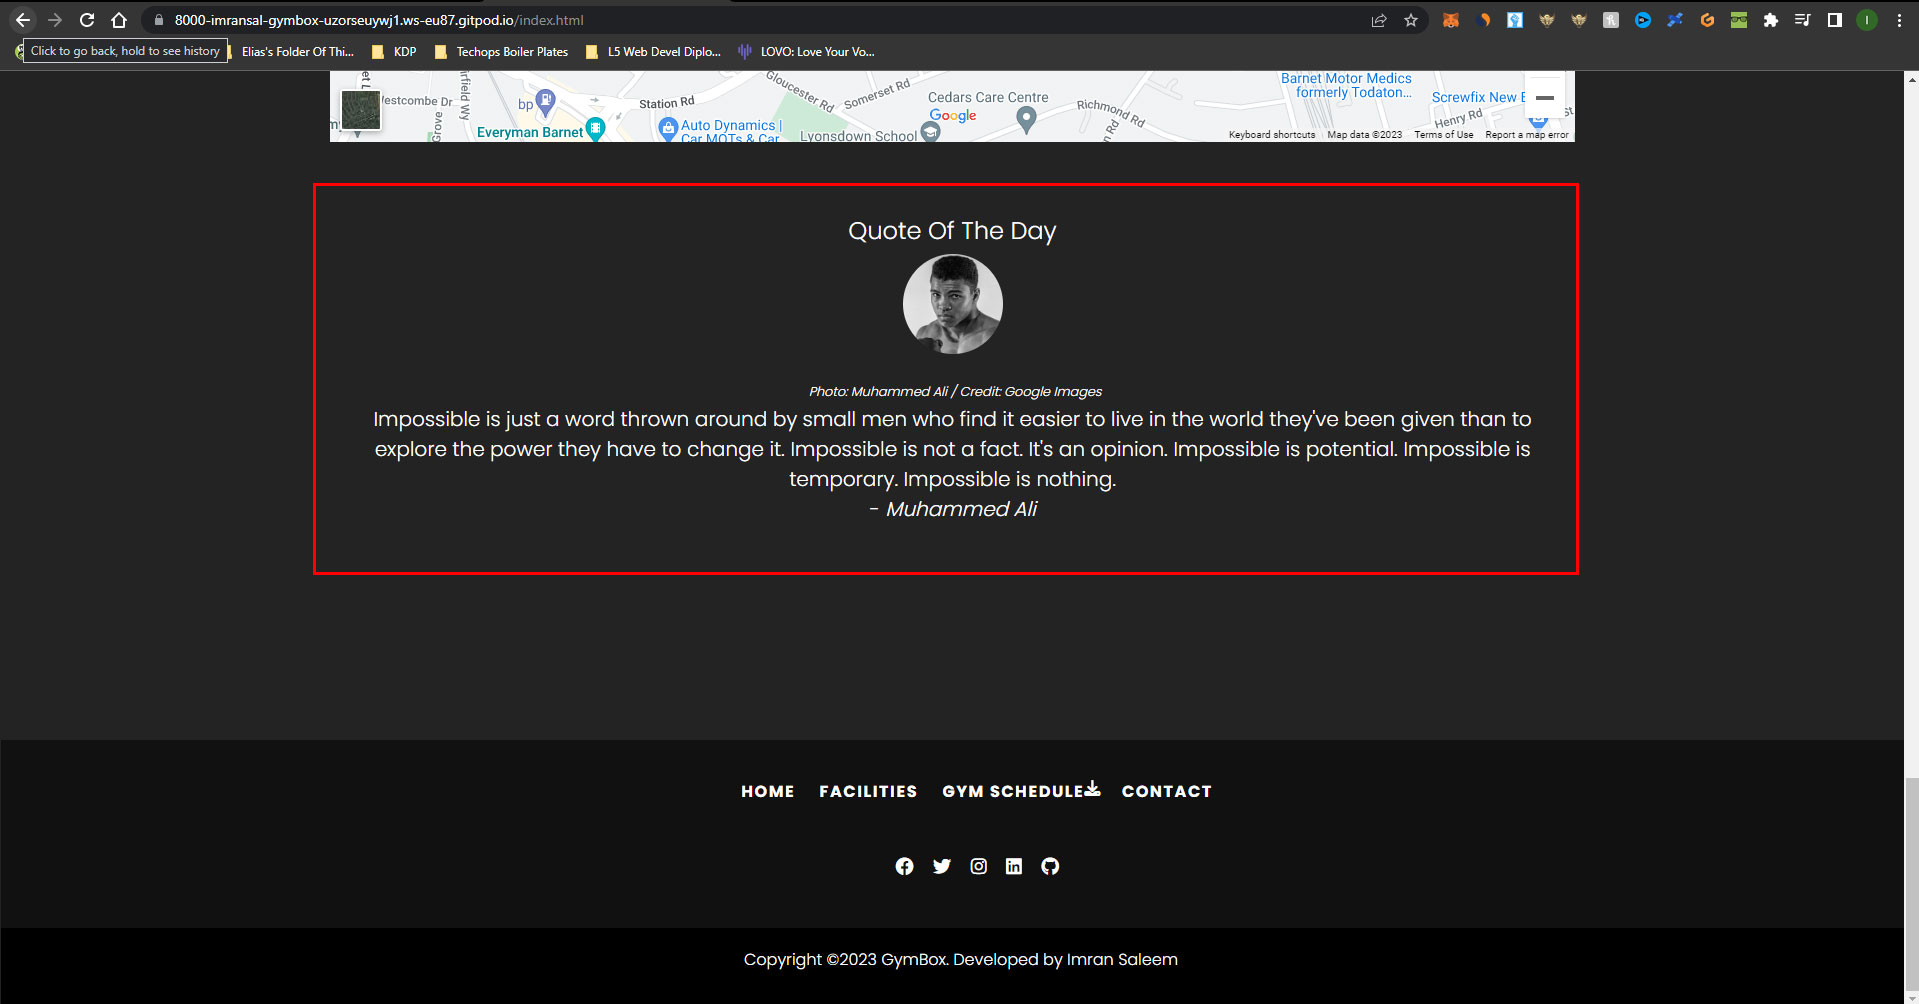 8000-imransal-gymbox-uzorseuywj1.ws-eu87.gitpod.io/index.html
Click to go back, hold to see history
Elias's Folder Of Thi...
KDP
Techops Boiler Plates
L5 Web Devel Diplo...
LOVO: Love Your Vo...
Westcombe Dr
Grove
irfield Wy
bp
Station Rd
Gloucester Rd
Somerset Rd
Everyman Barnet
Auto Dynamics |
Car MOTs & Car
Lyonsdown School
Cedars Care Centre
Google
Richmond Rd
Barnet Motor Medics
formerly Todaton...
Screwfix New B
Henry Rd
Keyboard shortcuts
Map data ©2023
Terms of Use
Report a map error
Quote Of The Day
Photo: Muhammed Ali / Credit: Google Images
Impossible is just a word thrown around by small men who find it easier to live in the world they've been given than to
explore the power they have to change it. Impossible is not a fact. It's an opinion. Impossible is potential. Impossible is
temporary. Impossible is nothing.
- Muhammed Ali
HOME FACILITIES GYM SCHEDULE CONTACT
Copyright ©2023 GymBox. Developed by Imran Saleem